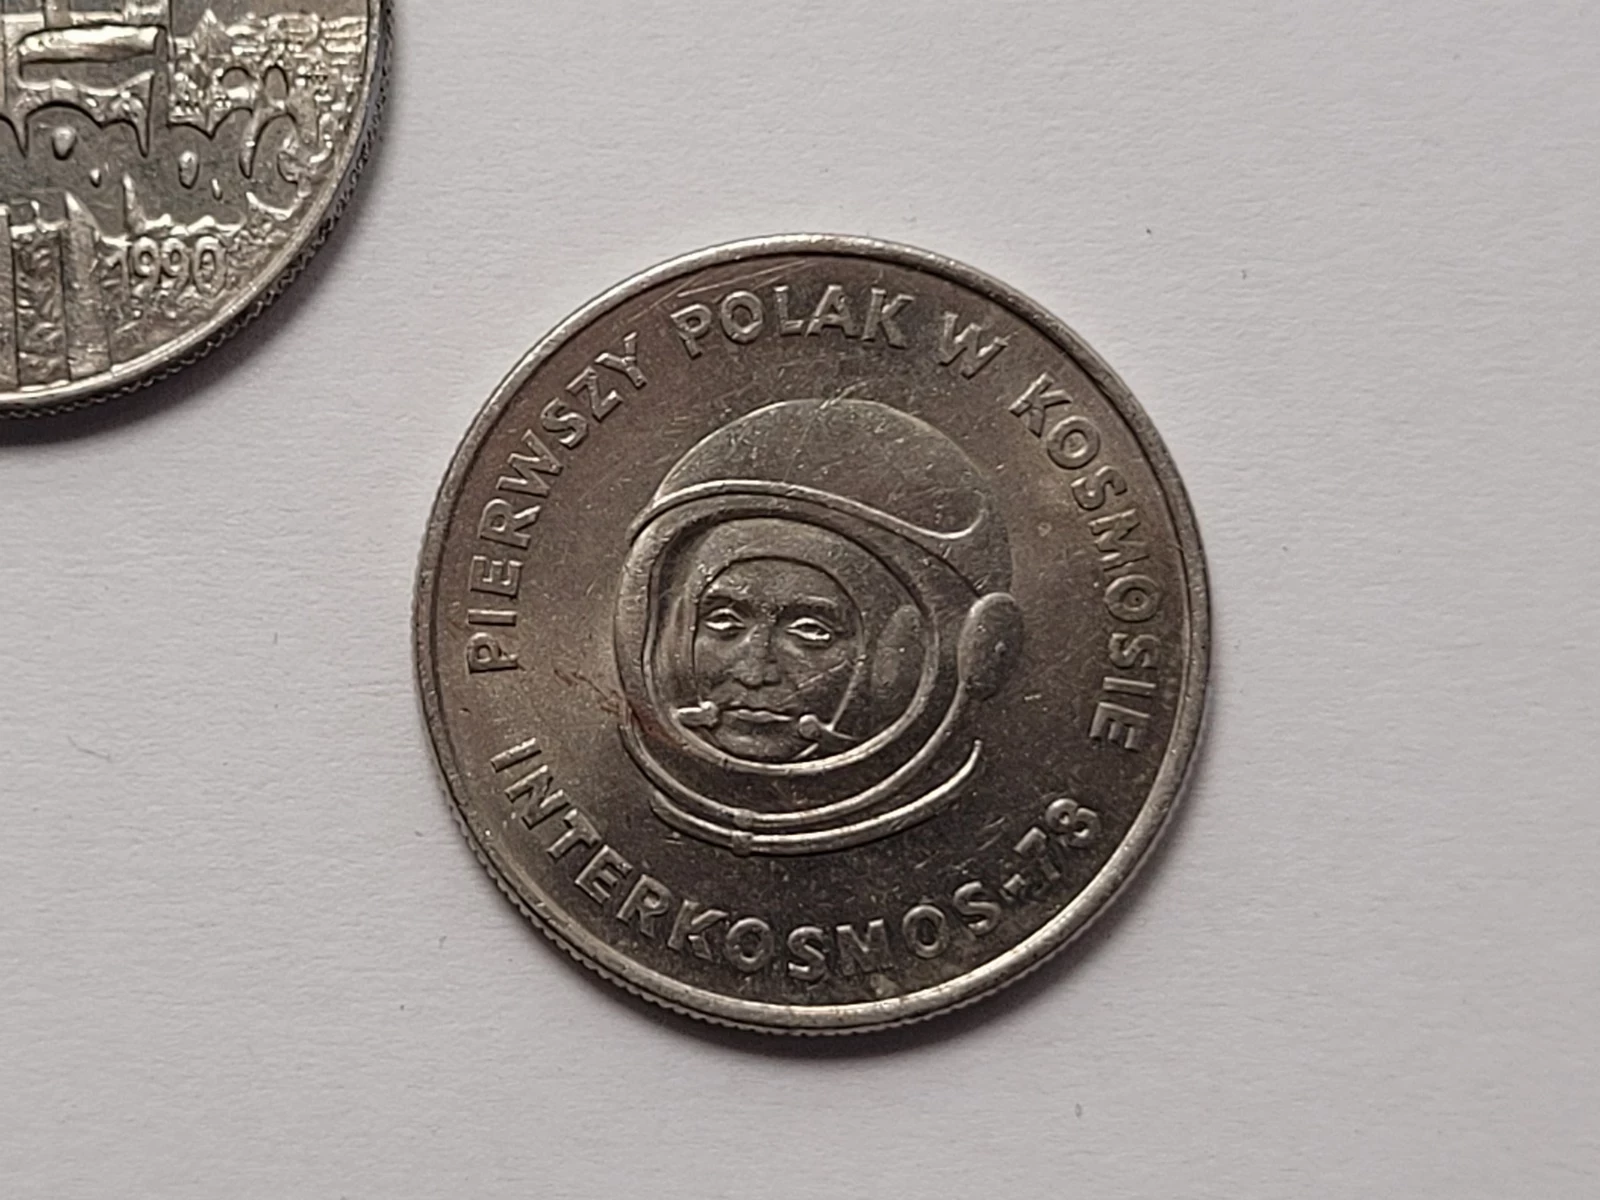 1990
PIERWSZY POLAK W KOSMOSIE
INTERKOSMOS-78